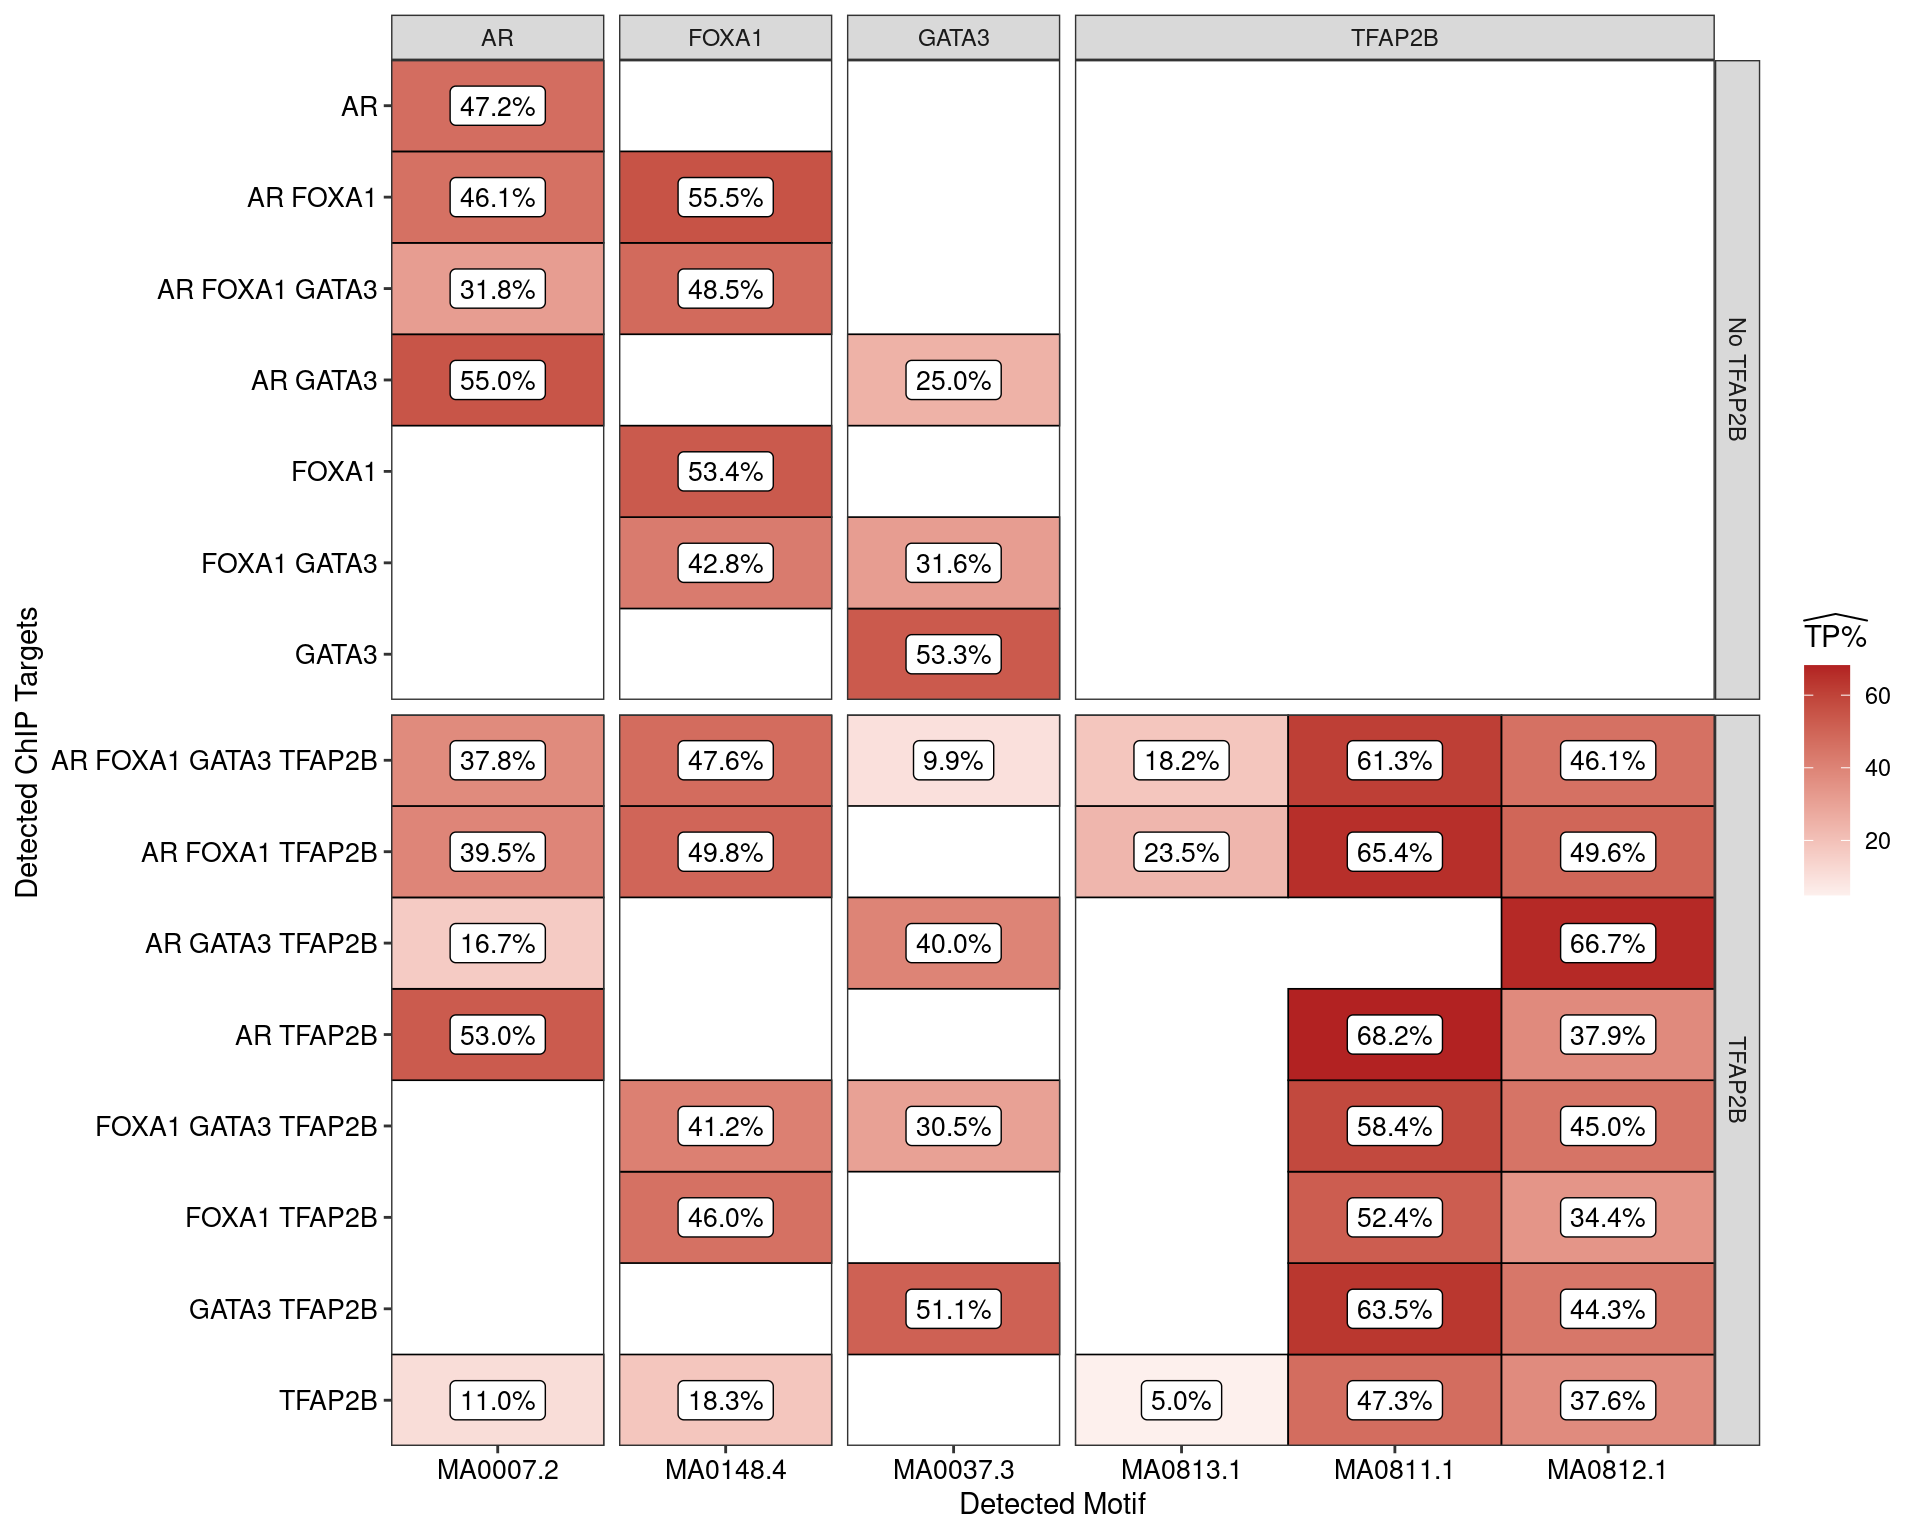 AR FOXA1 GATA3 TFAP2B
AR 47.2%
AR FOXA1 46.1% 55.5%
AR FOXA1 GATA3 31.8% 48.5%
AR GATA3 55.0% 25.0%
FOXA1 53.4%
FOXA1 GATA3 42.8% 31.6%
GATA3 53.3%
No TFAP2B
AR FOXA1 GATA3 TFAP2B 37.8% 47.6% 9.9% 18.2% 61.3% 46.1%
AR FOXA1 TFAP2B 39.5% 49.8% 23.5% 65.4% 49.6%
AR GATA3 TFAP2B 16.7% 40.0% 66.7%
AR TFAP2B 53.0% 68.2% 37.9%
FOXA1 GATA3 TFAP2B 41.2% 30.5% 58.4% 45.0%
FOXA1 TFAP2B 46.0% 52.4% 34.4%
GATA3 TFAP2B 51.1% 63.5% 44.3%
TFAP2B 11.0% 18.3% 5.0% 47.3% 37.6%
TFAP2B
MA0007.2 MA0148.4 MA0037.3 MA0813.1 MA0811.1 MA0812.1
Detected Motif
Detected ChIP Targets
TP%
60
40
20